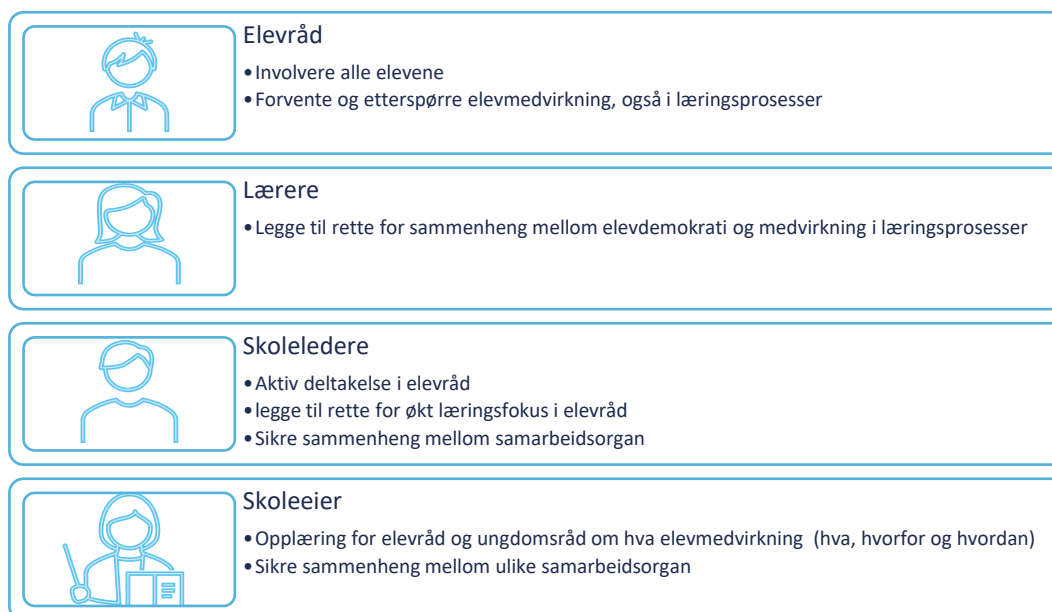 Elevråd
•Involvere alle elevene
•Forvente og etterspørre elevmedvirkning, også i læringsprosesser
Lærere
•Legge til rette for sammenheng mellom elevdemokrati og medvirkning i læringsprosesser
Skoleledere
•Aktiv deltakelse i elevråd
•legge til rette for økt læringsfokus i elevråd
•Sikre sammenheng mellom samarbeidsorgan
Skoleeier
•Opplæring for elevråd og ungdomsråd om hva elevmedvirkning  (hva, hvorfor og hvordan)
•Sikre sammenheng mellom ulike samarbeidsorgan